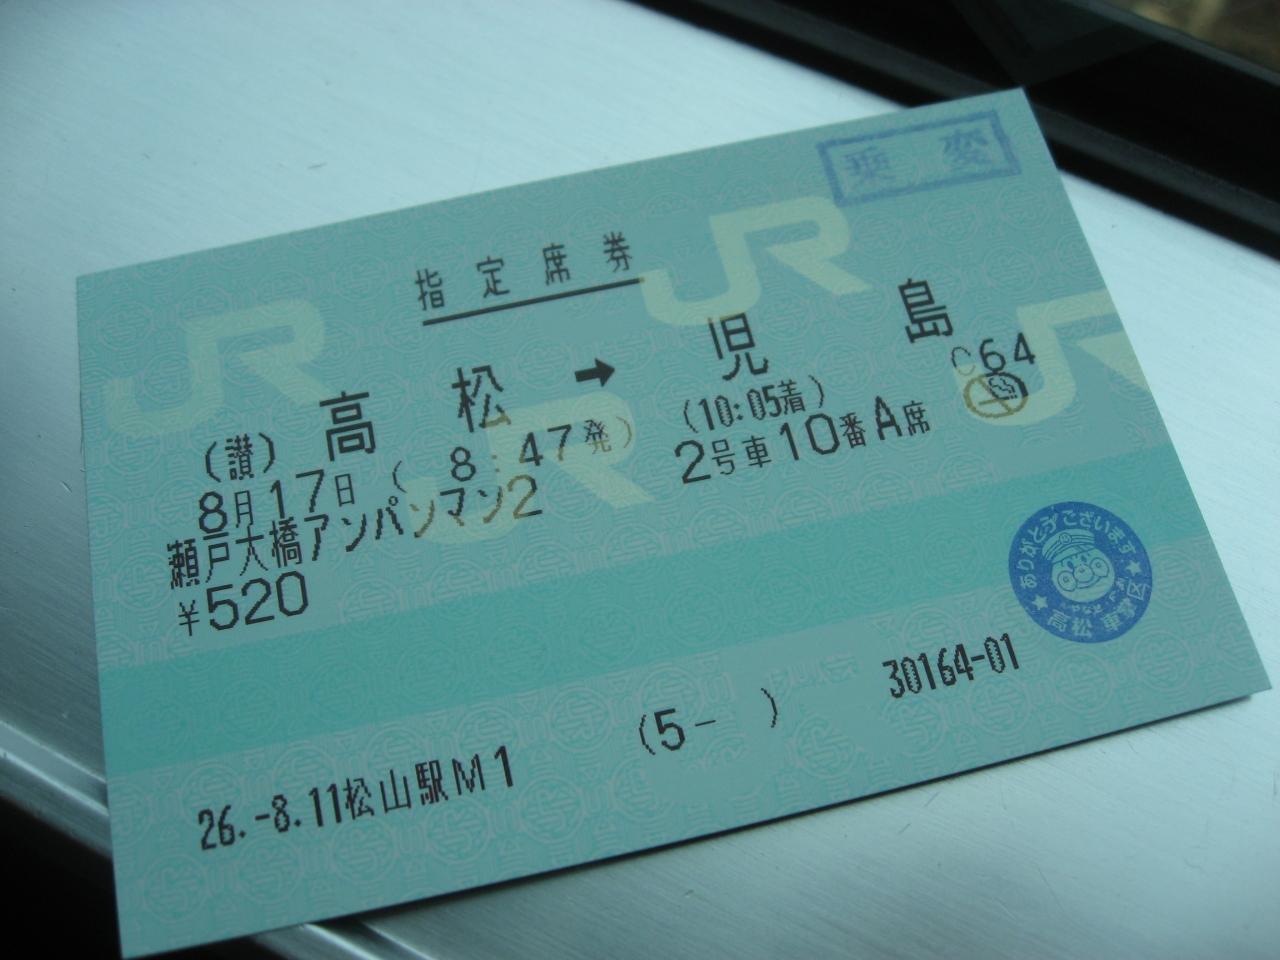 乗変
指定席券
(讃)高松→児島
8月17日(8:47発) (10:05着) C64
瀬戸大橋アンパンマン2 2号車10番A席
¥520
ありがとうございます
高松
30164-01
(5- )
26.-8.11松山駅M1
JR
JR
JR
JR